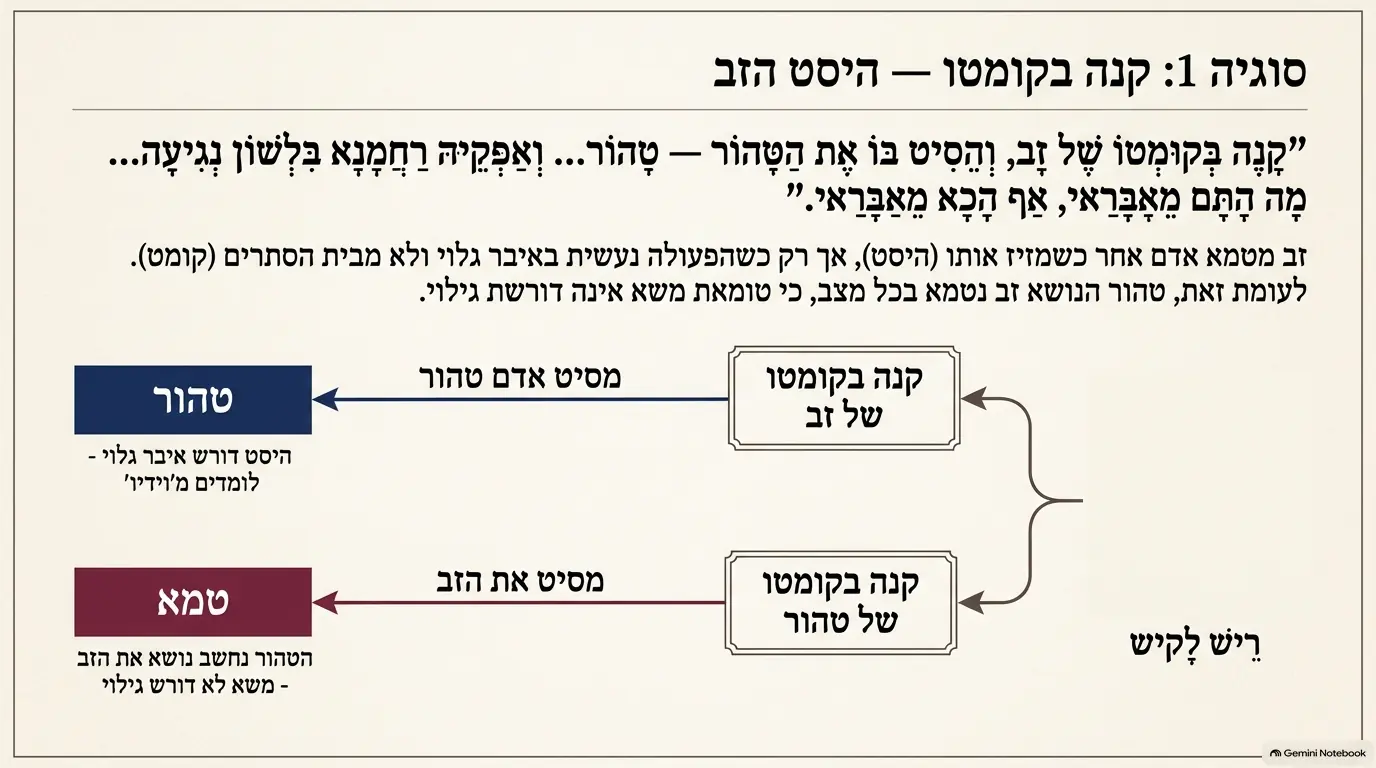 סוגיה 1: קנה בקומטו — היסט הזב
"קָנֶה בְּקוּמְטוֹ שֶׁל זָב, וְהֵסִיט בּוֹ אֶת הַטָּהוֹר — טָהוֹר... וְאַפְּקֵיהּ רַחֲמָנָא בִּלְשׁוֹן נְגִיעָה...
מָה הָתָּם מֵאָבָּרַאי, אַף הָכָא מֵאַבָּרַאי."
זב מטמא אדם אחר כשמזיז אותו (היסט), אך רק כשהפעולה נעשית באיבר גלוי ולא מבית הסתרים (קומט).
לעומת זאת, טהור הנושא זב נטמא בכל מצב, כי טומאת משא אינה דורשת גילוי.
קנה בקומטו
של זב
מסיט אדם טהור
טהור
היסט דורש איבר גלוי -
לומדים מ'וידיו'
קנה בקומטו
של טהור
מסיט את הזב
טמא
הטהור נחשב נושא את הזב
- משא לא דורש גילוי
רֵישׁ לָקִישׁ
Gemini Notebook